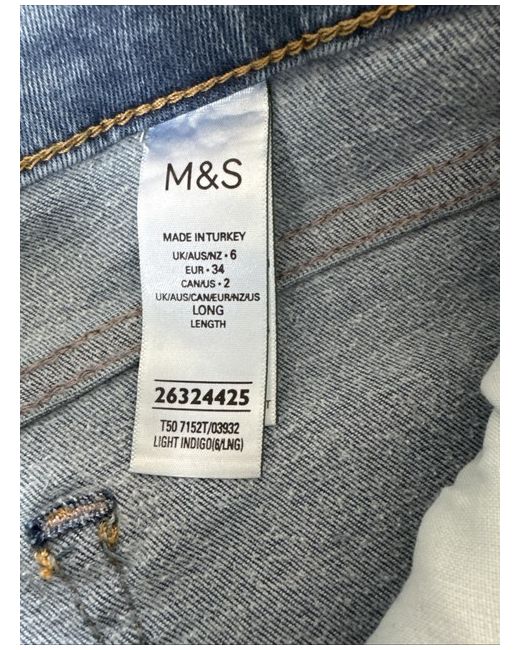 M&S
MADE IN TURKEY
UK/AUS/NZ • 6
EUR • 34
CAN/US • 2
UK/AUS/CAN/EUR/NZ/US
LONG
LENGTH
26324425
T50 7152T/03932
LIGHT INDIGO(6/LNG)
T